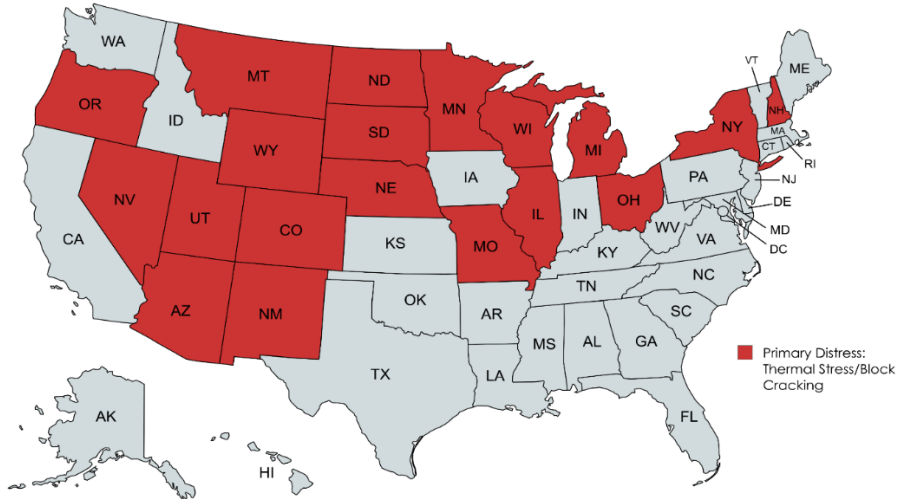 WA
MT
ND
MN
VT
ME
OR
ID
SD
WI
NY
NH
MA
WY
MI
CT
RI
IA
NE
PA
NJ
NV
UT
CO
IL
IN
OH
DE
CA
KS
MO
WV
MD
KY
VA
DC
NC
TN
AZ
NM
OK
AR
SC
MS
AL
GA
TX
LA
Primary Distress:
Thermal Stress/Block
Cracking
AK
FL
HI